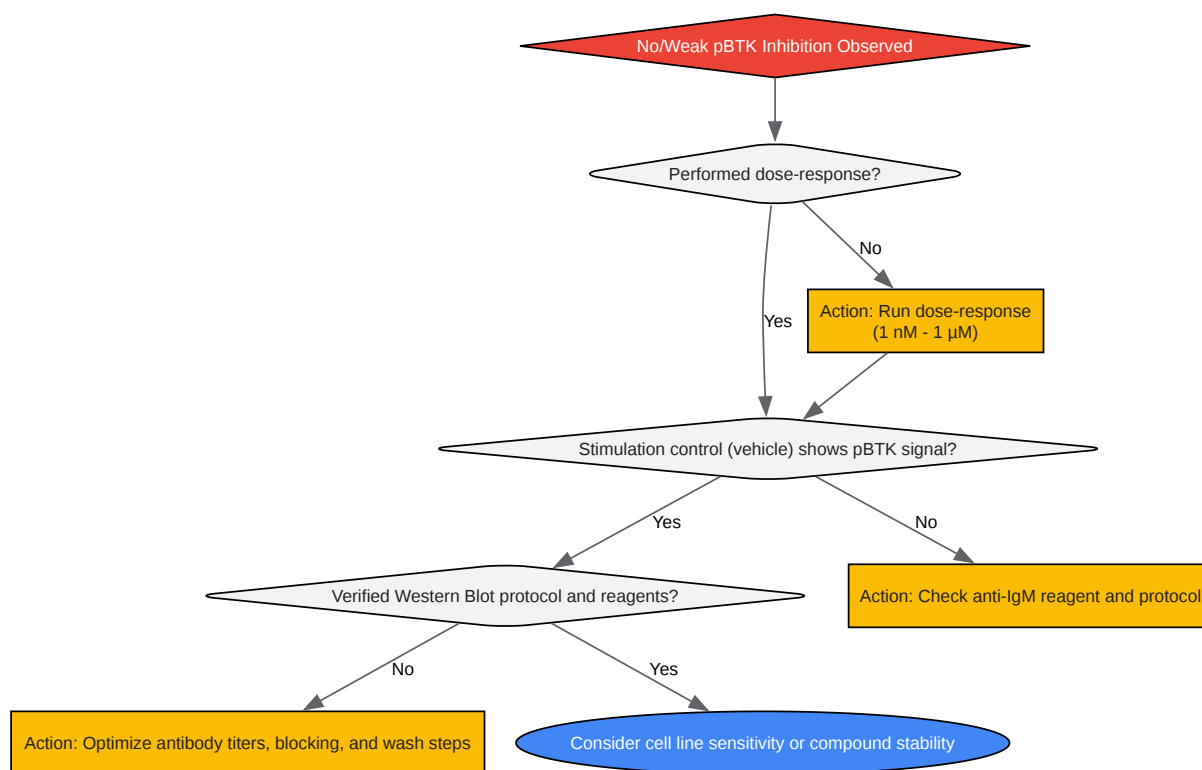 No/Weak pBTK Inhibition Observed
Performed dose-response?
No
Yes
Action: Run dose-response
(1 nM - 1 µM)
Stimulation control (vehicle) shows pBTK signal?
Yes
No
Verified Western Blot protocol and reagents?
Action: Check anti-IgM reagent and protocol
No
Yes
Action: Optimize antibody titers, blocking, and wash steps
Consider cell line sensitivity or compound stability